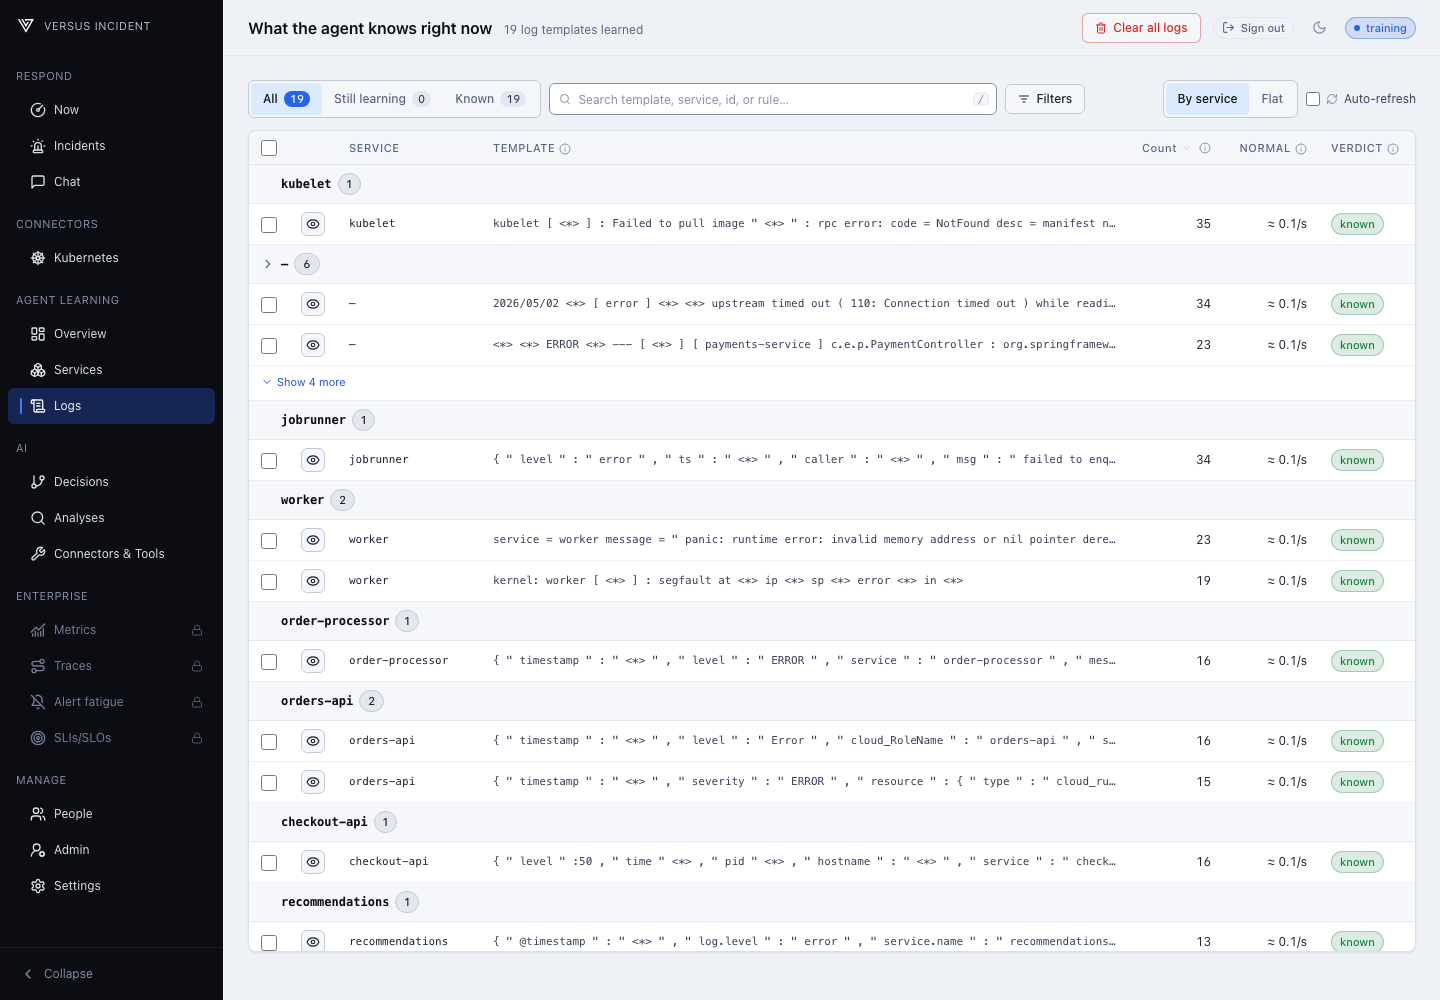 VERSUS INCIDENT
RESPOND
Now
Incidents
Chat
CONNECTORS
Kubernetes
AGENT LEARNING
Overview
Services
Logs
AI
Decisions
Analyses
Connectors & Tools
ENTERPRISE
Metrics
Traces
Alert fatigue
SLIs/SLOs
MANAGE
People
Admin
Settings
Collapse
What the agent knows right now 19 log templates learned
Clear all logs Sign out training
All 19 Still learning 0 Known 19 Search template, service, id, or rule... / Filters By service Flat Auto-refresh
SERVICE TEMPLATE Count NORMAL VERDICT
kubelet 1
kubelet kubelet [ <*> ] : Failed to pull image " <*> " : rpc error: code = NotFound desc = manifest n… 35 ≈ 0.1/s known
— 6
— 2026/05/02 <*> [ error ] <*> <*> upstream timed out ( 110: Connection timed out ) while readi… 34 ≈ 0.1/s known
— <*> <*> ERROR <*> --- [ <*> ] [ payments-service ] c.e.p.PaymentController : org.springframew… 23 ≈ 0.1/s known
Show 4 more
jobrunner 1
jobrunner { " level " : " error " , " ts " : " <*> " , " caller " : " <*> " , " msg " : " failed to enq… 34 ≈ 0.1/s known
worker 2
worker service = worker message = " panic: runtime error: invalid memory address or nil pointer dere… 23 ≈ 0.1/s known
worker kernel: worker [ <*> ] : segfault at <*> ip <*> sp <*> error <*> in <*> 19 ≈ 0.1/s known
order-processor 1
order-processor { " timestamp " : " <*> " , " level " : " ERROR " , " service " : " order-processor " , " mes… 16 ≈ 0.1/s known
orders-api 2
orders-api { " timestamp " : " <*> " , " level " : " Error " , " cloud_RoleName " : " orders-api " , " s… 16 ≈ 0.1/s known
orders-api { " timestamp " : " <*> " , " severity " : " ERROR " , " resource " : { " type " : " cloud_ru… 15 ≈ 0.1/s known
checkout-api 1
checkout-api { " level " :50 , " time " <*> , " pid " <*> , " hostname " : " <*> " , " service " : " check… 16 ≈ 0.1/s known
recommendations 1
recommendations { " @timestamp " : " <*> " , " log.level " : " error " , " service.name " : " recommendations… 13 ≈ 0.1/s known